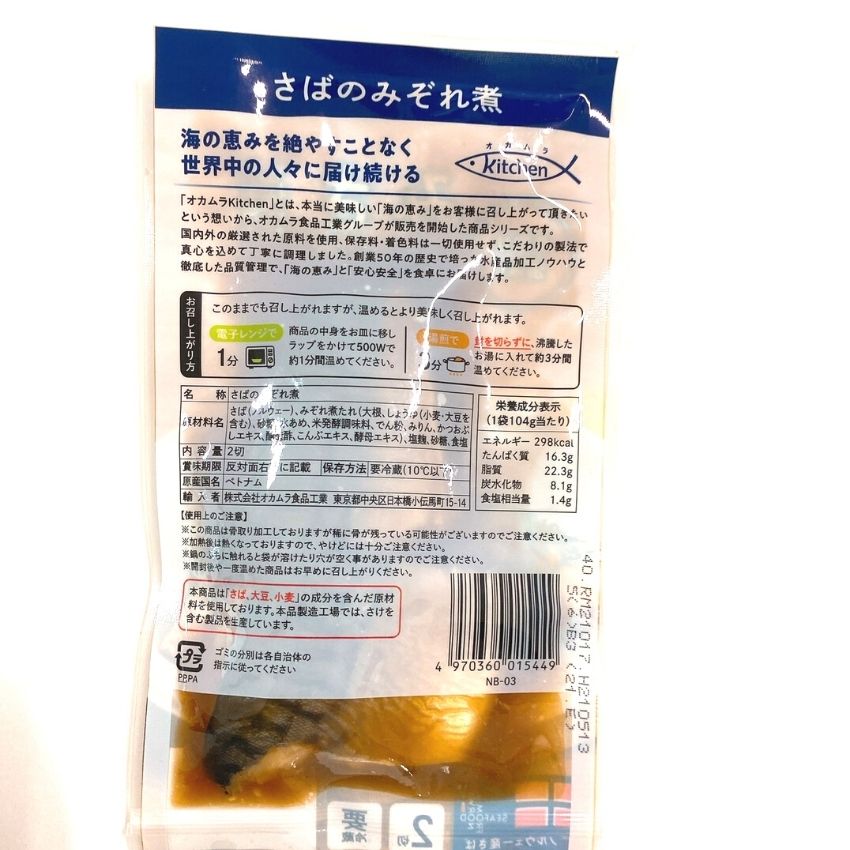 さばのみぞれ煮
海の恵みを絶やすことなく
世界中の人々に届け続ける
オカムラ
Kitchen
「オカムラKitchen」とは、本当に美味しい「海の恵み」をお客様に召し上がって頂きたい
という想いから、オカムラ食品工業グループが販売を開始した商品シリーズです。
国内外の厳選された原料を使用、保存料・着色料は一切使用せず、こだわりの製法で
真心を込めて丁寧に調理しました。創業50年の歴史で培った水産品加工ノウハウと
徹底した品質管理で、「海の恵み」と「安心安全」を食卓にお届けします。
お召し上がり方
このままでも召し上がれますが、温めるとより美味しく召し上がれます。
電子レンジで
1分
商品の中身をお皿に移し
ラップをかけて500Wで
約1分間温めてください。
湯煎で
3分
封を切らずに、沸騰した
お湯に入れて約3分間
温めてください。
名称 さばのみぞれ煮
原材料名 さば(ノルウェー)、みぞれ煮たれ(大根、しょうゆ(小麦・大豆を
含む)、砂糖、水あめ、米発酵調味料、でん粉、みりん、かつおぶ
しエキス、醸造酢、こんぶエキス、酵母エキス)、塩麹、砂糖、食塩
内容量 2切
賞味期限 反対面右に記載 保存方法 要冷蔵(10℃以下)
原産国名 ベトナム
輸入者 株式会社オカムラ食品工業 東京都中央区日本橋小伝馬町15-14
栄養成分表示
(1袋104g当たり)
エネルギー 298kcal
たんぱく質 16.3g
脂質 22.3g
炭水化物 8.1g
食塩相当量 1.4g
【使用上のご注意】
※この商品は骨取り加工しておりますが稀に骨が残っている可能性がございますのでご注意ください。
※加熱後は熱くなっておりますので、やけどには十分ご注意ください。
※鍋のふちに触れると袋が溶けたり穴が空く事がありますのでご注意ください。
※開封後や一度温めた商品はお早めに召し上がりください。
本商品は「さば、大豆、小麦」の成分を含んだ原材
料を使用しております。本品製造工場では、さけを
含む製品を生産しています。
プラ
PP,PA
ゴミの分別は各自治体の
指示に従ってください
4 970360 015449
NB-03
40.RM21017.H210513
2切
要冷蔵
SEAFOOD
ノルウェー産さば